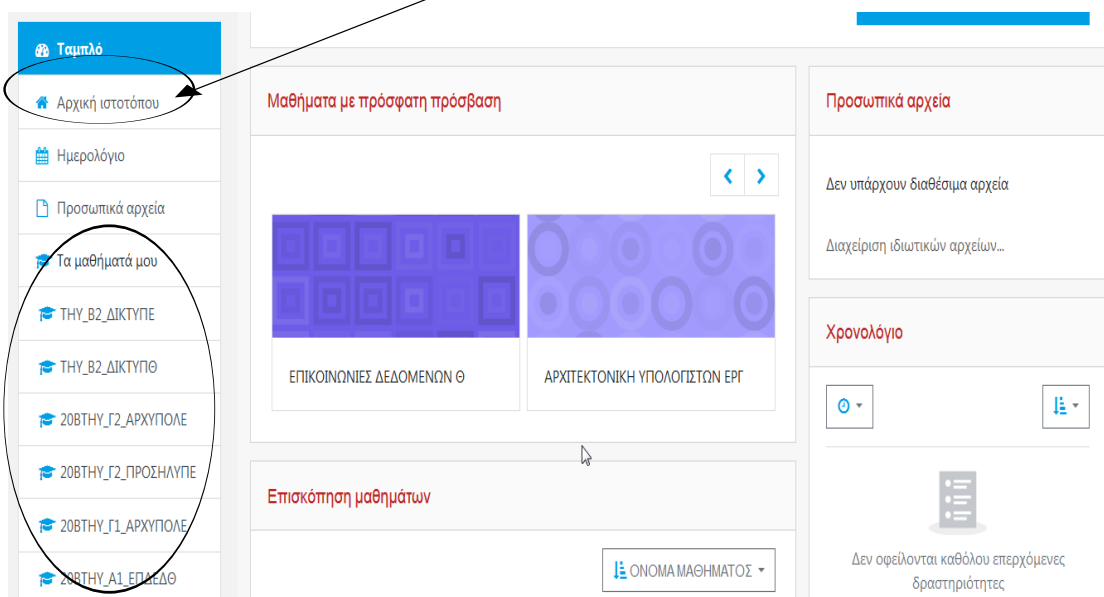 Ταμπλό
Αρχική ιστοτόπου
Ημερολόγιο
Προσωπικά αρχεία
Τα μαθήματά μου
ΤΗΥ_Β2_ΔΙΚΤΥΠΕ
ΤΗΥ_Β2_ΔΙΚΤΥΠΘ
20ΒΤΗΥ_Γ2_ΑΡΧΥΠΟΛΕ
20ΒΤΗΥ_Γ2_ΠΡΟΣΗΛΥΠΕ
20ΒΤΗΥ_Γ1_ΑΡΧΥΠΟΛΕ
20ΒΤΗΥ_Α1_ΕΠΔΕΔΘ
Μαθήματα με πρόσφατη πρόσβαση
ΕΠΙΚΟΙΝΩΝΙΕΣ ΔΕΔΟΜΕΝΩΝ Θ
ΑΡΧΙΤΕΚΤΟΝΙΚΗ ΥΠΟΛΟΓΙΣΤΩΝ ΕΡΓ
Επισκόπηση μαθημάτων
ΟΝΟΜΑ ΜΑΘΗΜΑΤΟΣ
Προσωπικά αρχεία
Δεν υπάρχουν διαθέσιμα αρχεία
Διαχείριση ιδιωτικών αρχείων...
Χρονολόγιο
Δεν οφείλονται καθόλου επερχόμενες
δραστηριότητες